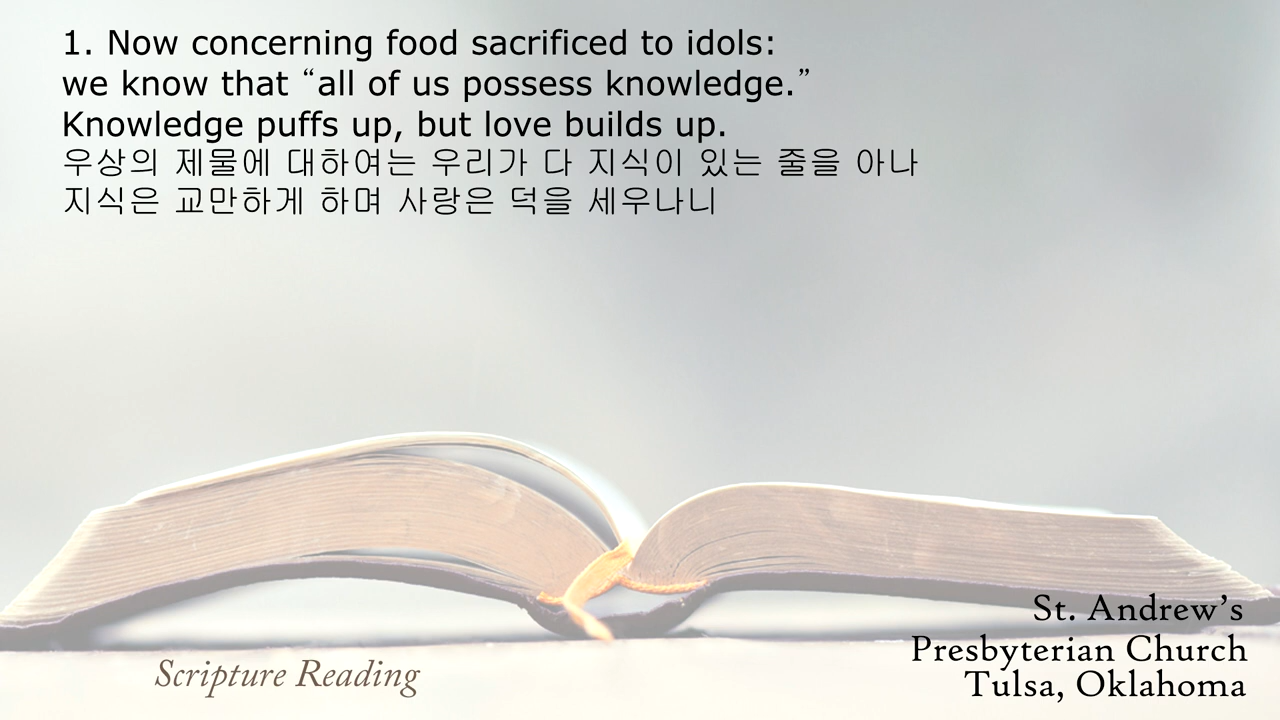 1. Now concerning food sacrificed to idols:
we know that “all of us possess knowledge.”
Knowledge puffs up, but love builds up.
우상의 제물에 대하여는 우리가 다 지식이 있는 줄을 아나
지식은 교만하게 하며 사랑은 덕을 세우나니
Scripture Reading
St. Andrew’s
Presbyterian Church
Tulsa, Oklahoma